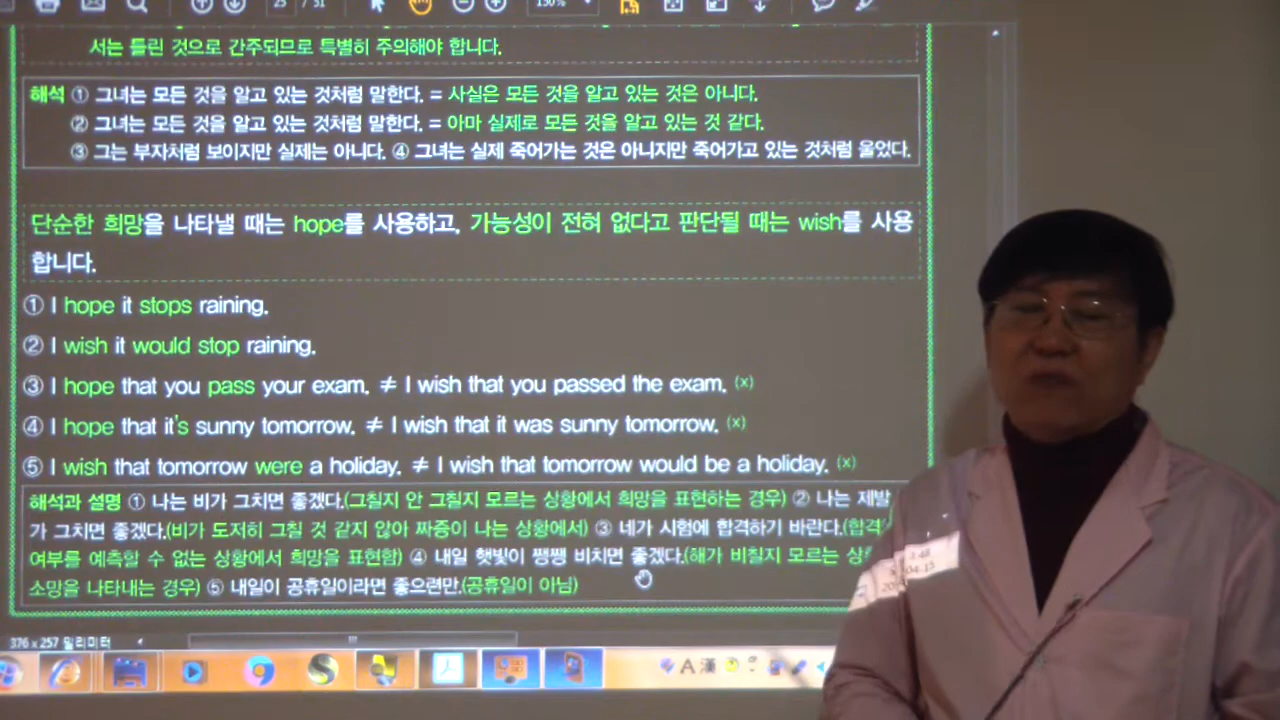 25 / 31
150%
서는 틀린 것으로 간주되므로 특별히 주의해야 합니다.
해석 ① 그녀는 모든 것을 알고 있는 것처럼 말한다. = 사실은 모든 것을 알고 있는 것은 아니다.
② 그녀는 모든 것을 알고 있는 것처럼 말한다. = 아마 실제로 모든 것을 알고 있는 것 같다.
③ 그는 부자처럼 보이지만 실제는 아니다. ④ 그녀는 실제 죽어가는 것은 아니지만 죽어가고 있는 것처럼 울었다.
단순한 희망을 나타낼 때는 hope를 사용하고, 가능성이 전혀 없다고 판단될 때는 wish를 사용
합니다.
① I hope it stops raining.
② I wish it would stop raining.
③ I hope that you pass your exam. ≠ I wish that you passed the exam. (x)
④ I hope that it's sunny tomorrow. ≠ I wish that it was sunny tomorrow. (x)
⑤ I wish that tomorrow were a holiday. ≠ I wish that tomorrow would be a holiday. (x)
해석과 설명 ① 나는 비가 그치면 좋겠다.(그칠지 안 그칠지 모르는 상황에서 희망을 표현하는 경우) ② 나는 제발
가 그치면 좋겠다.(비가 도저히 그칠 것 같지 않아 짜증이 나는 상황에서) ③ 네가 시험에 합격하기 바란다.(합격
여부를 예측할 수 없는 상황에서 희망을 표현함) ④ 내일 햇빛이 쨍쨍 비치면 좋겠다.(해가 비칠지 모르는
소망을 나타내는 경우) ⑤ 내일이 공휴일이라면 좋으련만.(공휴일이 아님)
376 x 257 밀리미터
A 漢